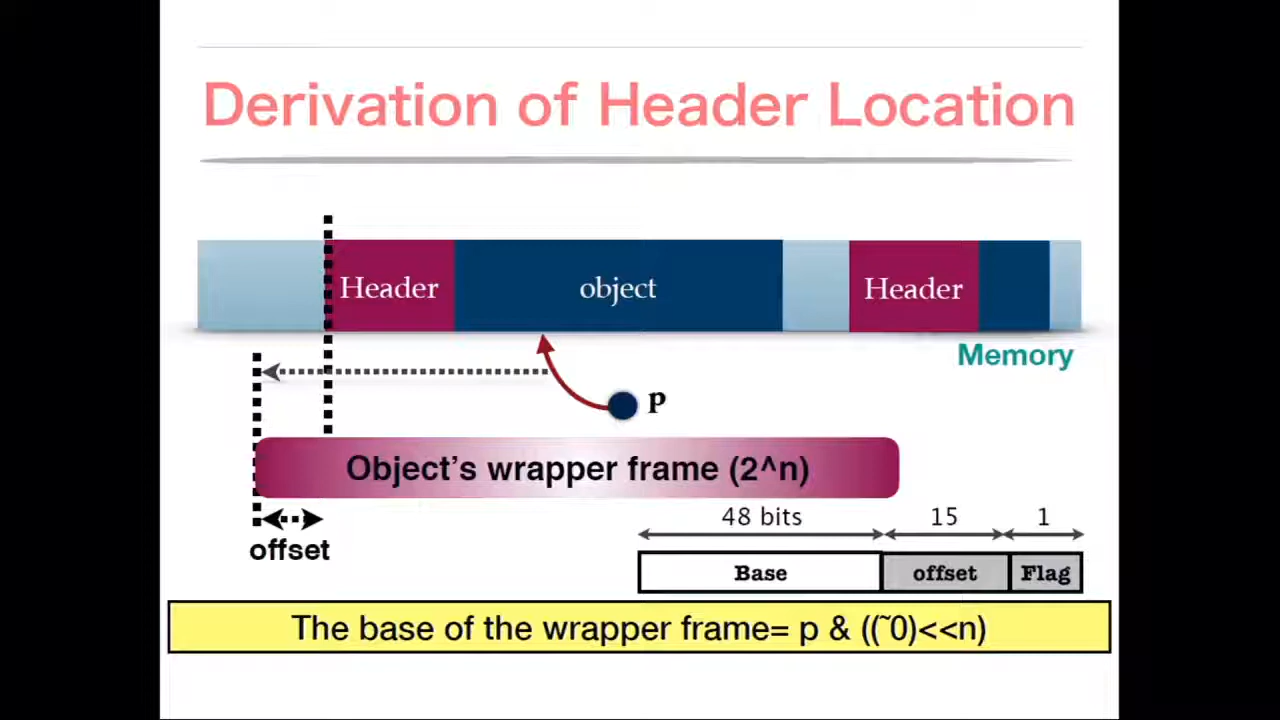 Derivation of Header Location
Header
object
Header
Memory
p
Object's wrapper frame (2^n)
48 bits
15
1
offset
Base
offset
Flag
The base of the wrapper frame= p & ((~0)<<n)